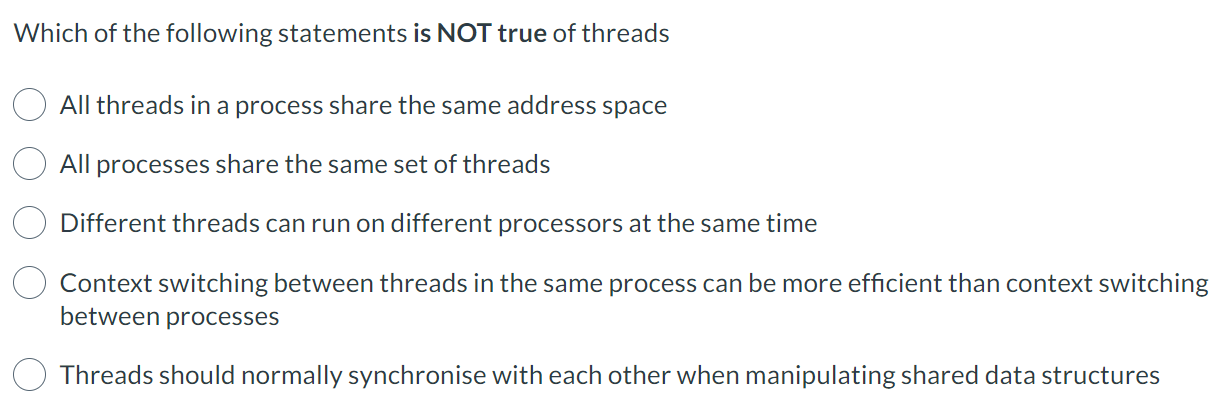 Which of the following statements is NOT true of threads
All threads in a process share the same address space
All processes share the same set of threads
Different threads can run on different processors at the same time
Context switching between threads in the same process can be more efficient than context switching
between processes
Threads should normally synchronise with each other when manipulating shared data structures